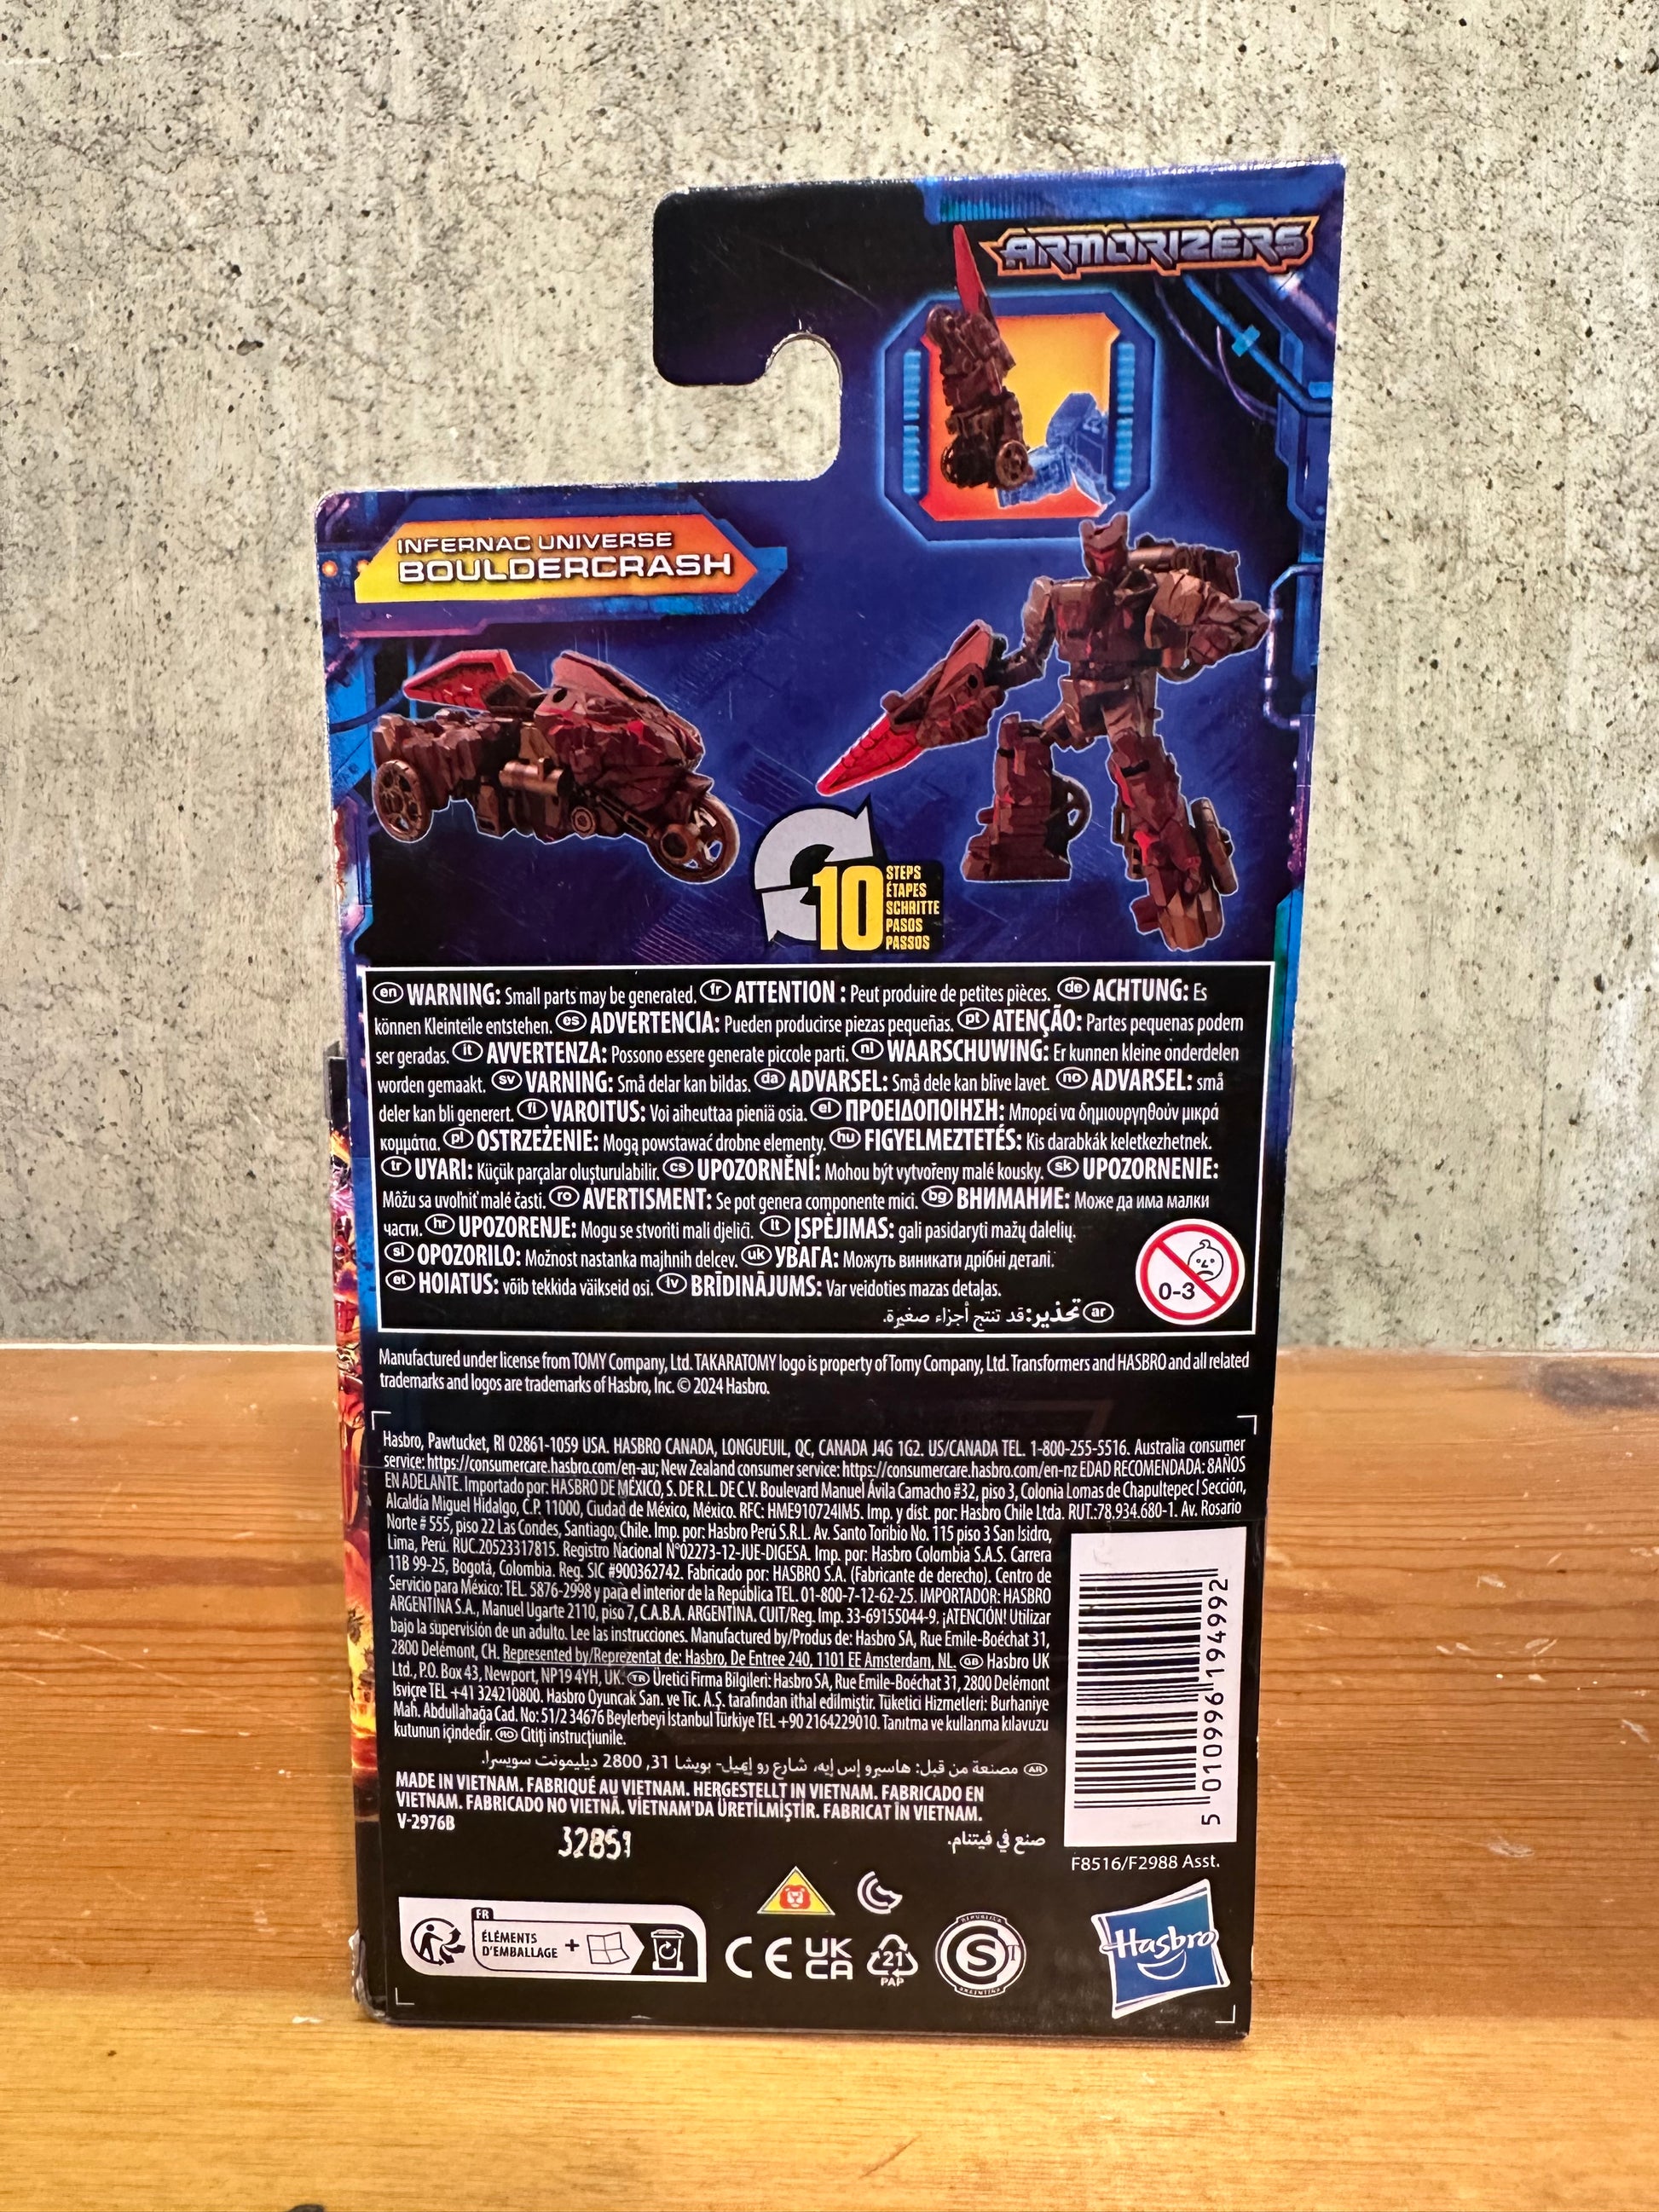 ARMORIZERS
INFERNAC UNIVERSE
BOULDERCRASH
10
STEPS
ÉTAPES
SCHRITTE
PASOS
PASSOS
en WARNING: Small parts may be generated. fr ATTENTION : Peut produire de petites pièces. de ACHTUNG: Es
können Kleinteile entstehen. es ADVERTENCIA: Pueden producirse piezas pequeñas. pt ATENÇÃO: Partes pequenas podem
ser geradas. it AVVERTENZA: Possono essere generate piccole parti. nl WAARSCHUWING: Er kunnen kleine onderdelen
worden gemaakt. sv VARNING: Små delar kan bildas. da ADVARSEL: Små dele kan blive lavet. no ADVARSEL: små
deler kan bli generert. fi VAROITUS: Voi aiheuttaa pieniä osia. el ΠΡΟΕΙΔΟΠΟΙΗΣΗ: Μπορεί να δημιουργηθούν μικρά
κομμάτια. pl OSTRZEŻENIE: Mogą powstawać drobne elementy. hu FIGYELMEZTETÉS: Kis darabkák keletkezhetnek.
tr UYARI: Küçük parçalar oluşturulabilir. cs UPOZORNĚNÍ: Mohou být vytvořeny malé kousky. sk UPOZORNENIE:
Môžu sa uvoľniť malé časti. ro AVERTISMENT: Se pot genera componente mici. bg ВНИМАНИЕ: Може да има малки
части. hr UPOZORENJE: Mogu se stvoriti mali djelići. lt ĮSPĖJIMAS: gali pasidaryti mažų dalelių.
sl OPOZORILO: Možnost nastanka majhnih delcev. uk УВАГА: Можуть виникати дрібні деталі.
et HOIATUS: võib tekkida väikseid osi. lv BRĪDINĀJUMS: Var veidoties mazas detaļas.
ar تحذير: قد تنتج أجزاء صغيرة.
0-3
Manufactured under license from TOMY Company, Ltd. TAKARATOMY logo is property of Tomy Company, Ltd. Transformers and HASBRO and all related
trademarks and logos are trademarks of Hasbro, Inc. © 2024 Hasbro.
Hasbro, Pawtucket, RI 02861-1059 USA. HASBRO CANADA, LONGUEUIL, QC, CANADA J4G 1G2. US/CANADA TEL. 1-800-255-5516. Australia consumer
service: https://consumercare.hasbro.com/en-au; New Zealand consumer service: https://consumercare.hasbro.com/en-nz EDAD RECOMENDADA: 8AÑOS
EN ADELANTE. Importado por: HASBRO DE MÉXICO, S. DE R.L. DE C.V. Boulevard Manuel Ávila Camacho #32, piso 3, Colonia Lomas de Chapultepec I Sección,
Alcaldía Miguel Hidalgo, C.P. 11000, Ciudad de México, México. RFC: HME910724IM5. Imp. y dist. por: Hasbro Chile Ltda. RUT.:78.934.680-1. Av. Rosario
Norte # 555, piso 22 Las Condes, Santiago, Chile. Imp. por: Hasbro Perú S.R.L. Av. Santo Toribio No. 115 piso 3 San Isidro,
Lima, Perú. RUC.20523317815. Registro Nacional N°02273-12-JUE-DIGESA. Imp. por: Hasbro Colombia S.A.S. Carrera
11B 99-25, Bogotá, Colombia. Reg. SIC #900362742. Fabricado por: HASBRO S.A. (Fabricante de derecho). Centro de
Servicio para México: TEL. 5876-2998 y para el interior de la República TEL. 01-800-7-12-62-25. IMPORTADOR: HASBRO
ARGENTINA S.A., Manuel Ugarte 2110, piso 7, C.A.B.A. ARGENTINA. CUIT/Reg. Imp. 33-69155044-9. ¡ATENCIÓN! Utilizar
bajo la supervisión de un adulto. Lee las instrucciones. Manufactured by/Produs de: Hasbro SA, Rue Emile-Boéchat 31,
2800 Delémont, CH. Represented by/Reprezentat de: Hasbro, De Entree 240, 1101 EE Amsterdam, NL. GB Hasbro UK
Ltd., P.O. Box 43, Newport, NP19 4YH, UK. TR Üretici Firma Bilgileri: Hasbro SA, Rue Emile-Boéchat 31, 2800 Delémont
İsviçre TEL +41 324210800. Hasbro Oyuncak San. ve Tic. A.Ş. tarafından ithal edilmiştir. Tüketici Hizmetleri: Burhaniye
Mah. Abdullahağa Cad. No: 51/2 34676 Beylerbeyi İstanbul Türkiye TEL +90 2164229010. Tanıtma ve kullanma kılavuzu
kutunun içindedir. RO Citiți instrucțiunile.
AR مصنعة من قبل: هاسبرو إس إيه، شارع رو إيميل- بويشا 31, 2800 ديليمونت سويسرا.
MADE IN VIETNAM. FABRIQUÉ AU VIETNAM. HERGESTELLT IN VIETNAM. FABRICADO EN
VIETNAM. FABRICADO NO VIETNÃ. VİETNAM'DA ÜRETİLMİŞTİR. FABRICAT ÎN VIETNAM.
V-2976B
صنع في فيتنام.
32851
5 010996 194992
F8516/F2988 Asst.
FR
ÉLÉMENTS
D'EMBALLAGE +
CE
UK
CA
21
PAP
REPUBLICA
S
T
ARGENTINA
Hasbro